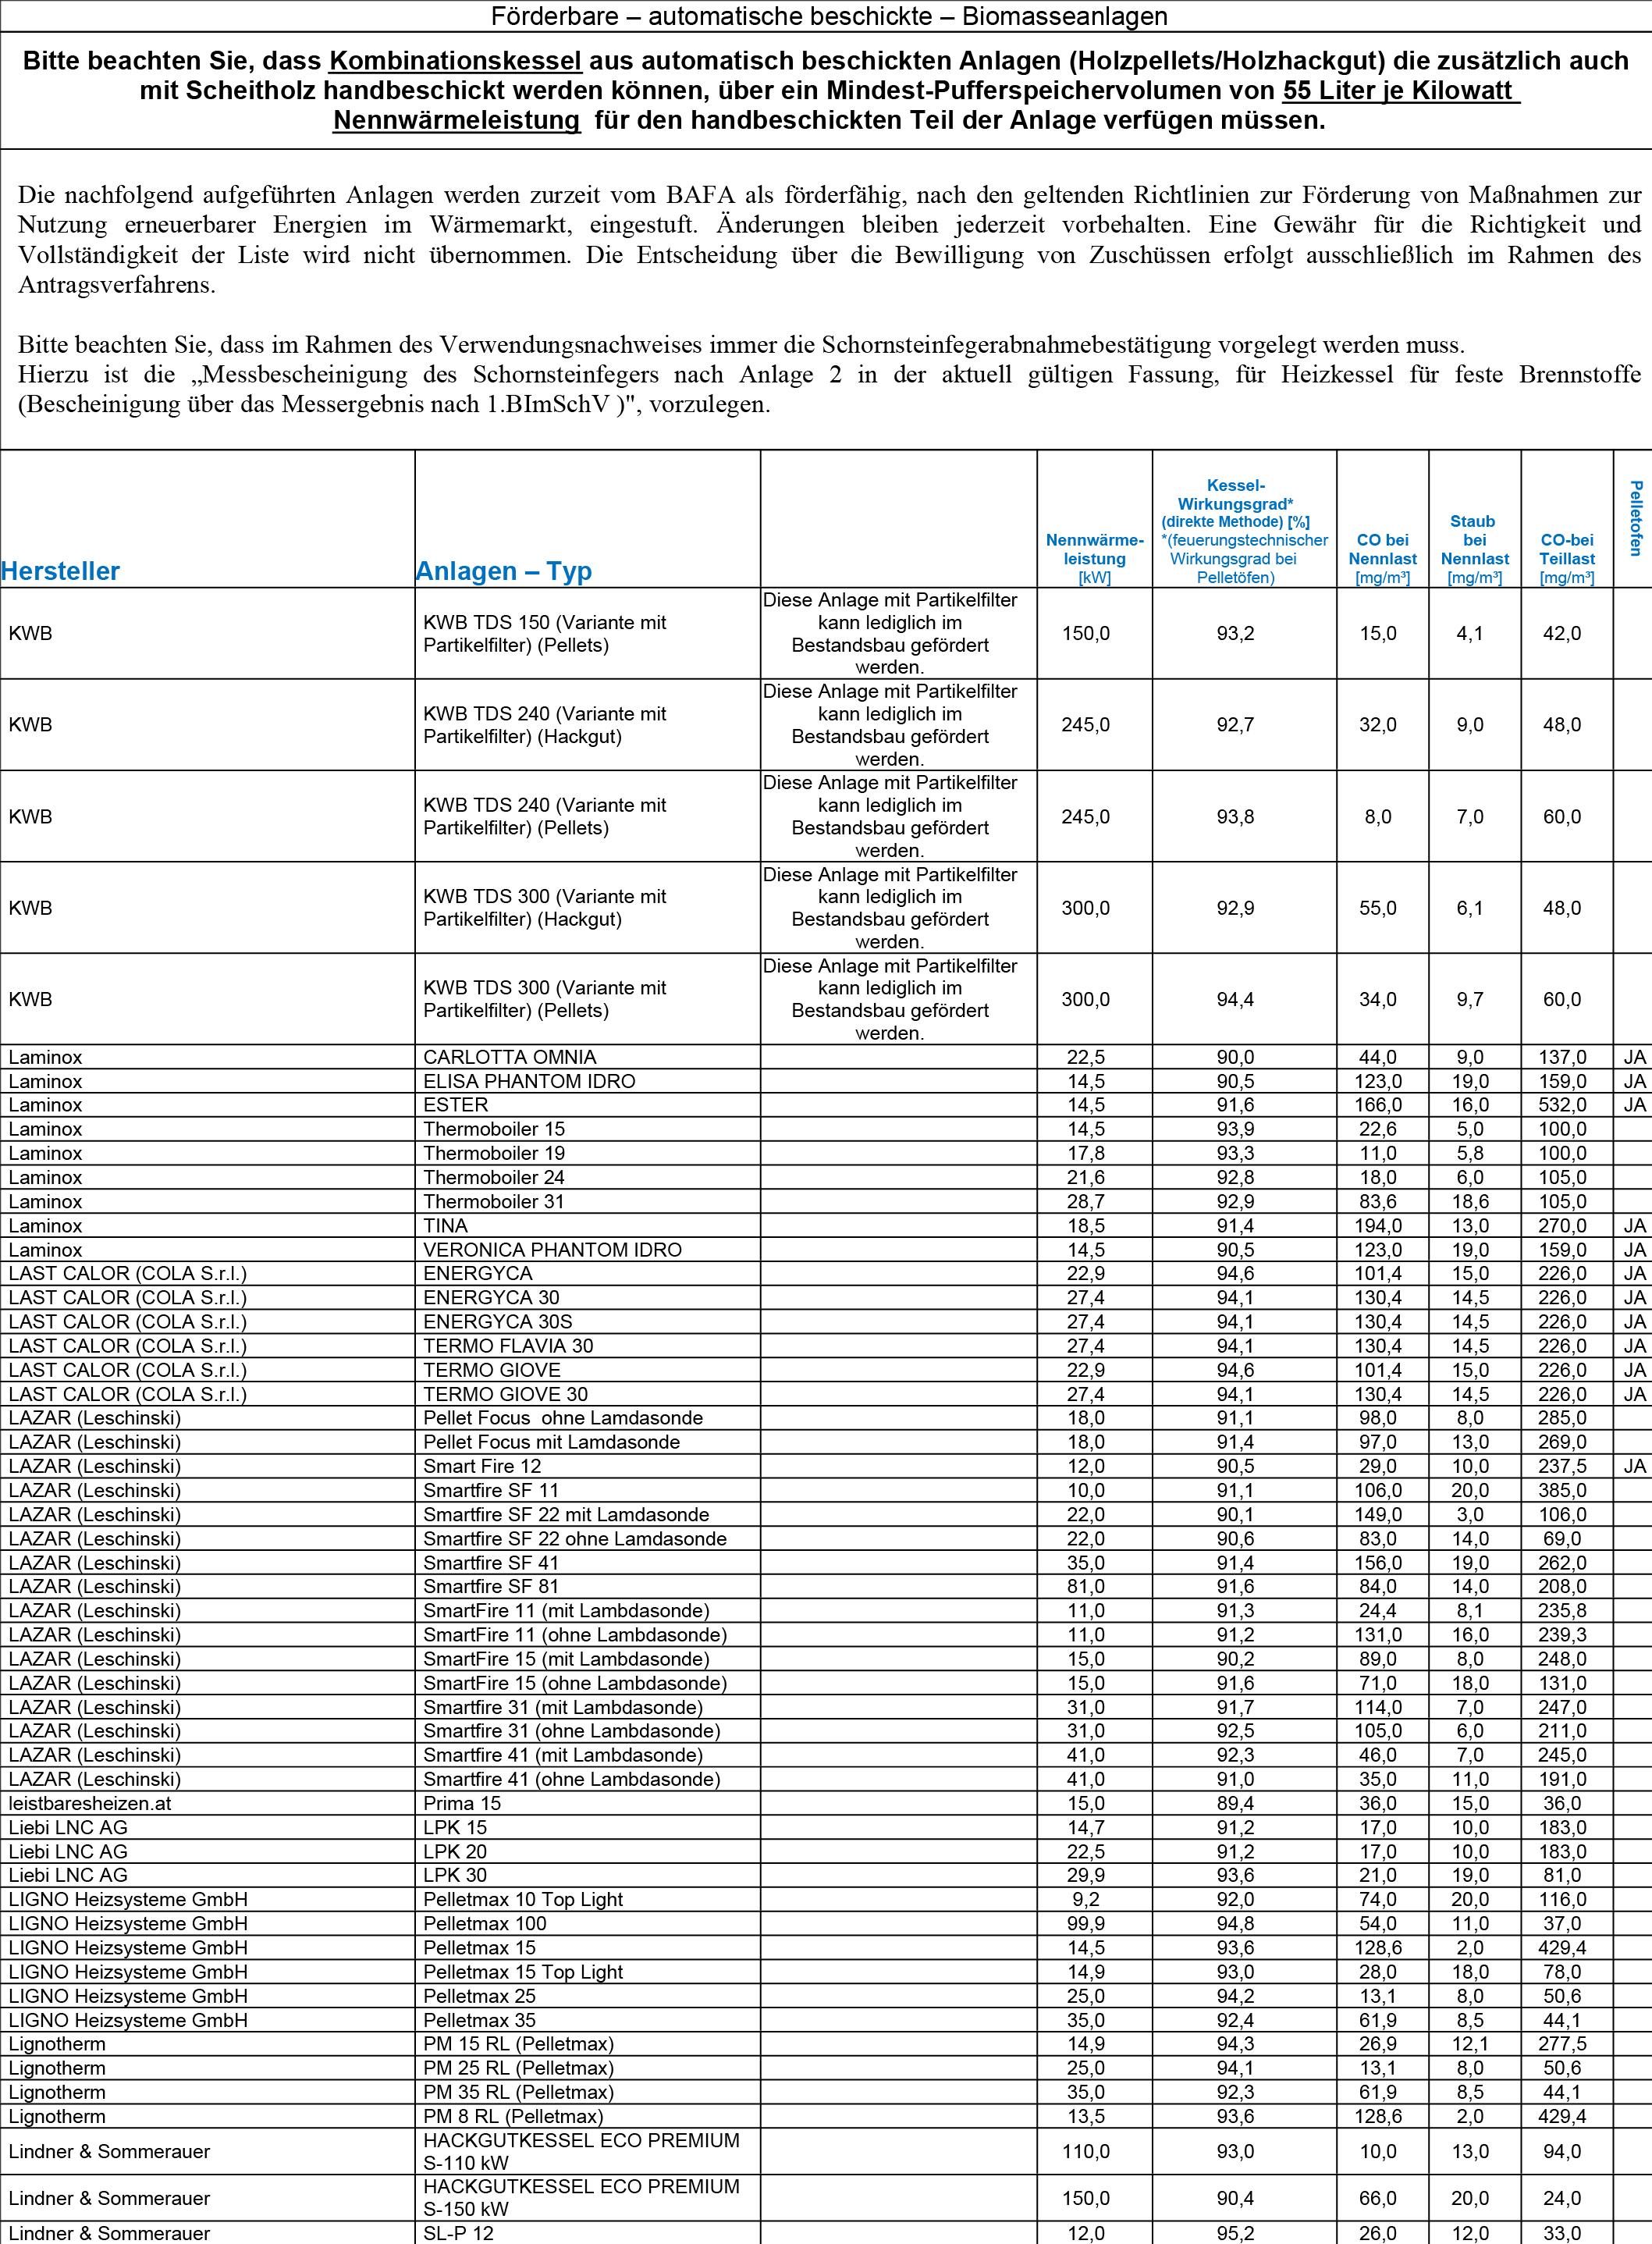 Förderbare – automatische beschickte – Biomasseanlagen
Bitte beachten Sie, dass Kombinationskessel aus automatisch beschickten Anlagen (Holzpellets/Holzhackgut) die zusätzlich auch
mit Scheitholz handbeschickt werden können, über ein Mindest-Pufferspeichervolumen von 55 Liter je Kilowatt
Nennwärmeleistung für den handbeschickten Teil der Anlage verfügen müssen.
Die nachfolgend aufgeführten Anlagen werden zurzeit vom BAFA als förderfähig, nach den geltenden Richtlinien zur Förderung von Maßnahmen zur
Nutzung erneuerbarer Energien im Wärmemarkt, eingestuft. Änderungen bleiben jederzeit vorbehalten. Eine Gewähr für die Richtigkeit und
Vollständigkeit der Liste wird nicht übernommen. Die Entscheidung über die Bewilligung von Zuschüssen erfolgt ausschließlich im Rahmen des
Antragsverfahrens.
Bitte beachten Sie, dass im Rahmen des Verwendungsnachweises immer die Schornsteinfegerabnahmebestätigung vorgelegt werden muss.
Hierzu ist die „Messbescheinigung des Schornsteinfegers nach Anlage 2 in der aktuell gültigen Fassung, für Heizkessel für feste Brennstoffe
(Bescheinigung über das Messergebnis nach 1.BImSchV )", vorzulegen.
Hersteller
Anlagen – Typ
Nennwärme-
leistung
[kW]
Kessel-
Wirkungsgrad*
(direkte Methode) [%]
*(feuerungstechnischer
Wirkungsgrad bei
Pelletöfen)
CO bei
Nennlast
[mg/m³]
Staub
bei
Nennlast
[mg/m³]
CO-bei
Teillast
[mg/m³]
Pelletofen
KWB
KWB TDS 150 (Variante mit
Partikelfilter) (Pellets)
Diese Anlage mit Partikelfilter
kann lediglich im
Bestandsbau gefördert
werden.
150,0 93,2 15,0 4,1 42,0
KWB
KWB TDS 240 (Variante mit
Partikelfilter) (Hackgut)
Diese Anlage mit Partikelfilter
kann lediglich im
Bestandsbau gefördert
werden.
245,0 92,7 32,0 9,0 48,0
KWB
KWB TDS 240 (Variante mit
Partikelfilter) (Pellets)
Diese Anlage mit Partikelfilter
kann lediglich im
Bestandsbau gefördert
werden.
245,0 93,8 8,0 7,0 60,0
KWB
KWB TDS 300 (Variante mit
Partikelfilter) (Hackgut)
Diese Anlage mit Partikelfilter
kann lediglich im
Bestandsbau gefördert
werden.
300,0 92,9 55,0 6,1 48,0
KWB
KWB TDS 300 (Variante mit
Partikelfilter) (Pellets)
Diese Anlage mit Partikelfilter
kann lediglich im
Bestandsbau gefördert
werden.
300,0 94,4 34,0 9,7 60,0
Laminox CARLOTTA OMNIA 22,5 90,0 44,0 9,0 137,0 JA
Laminox ELISA PHANTOM IDRO 14,5 90,5 123,0 19,0 159,0 JA
Laminox ESTER 14,5 91,6 166,0 16,0 532,0 JA
Laminox Thermoboiler 15 14,5 93,9 22,6 5,0 100,0
Laminox Thermoboiler 19 17,8 93,3 11,0 5,8 100,0
Laminox Thermoboiler 24 21,6 92,8 18,0 6,0 105,0
Laminox Thermoboiler 31 28,7 92,9 83,6 18,6 105,0
Laminox TINA 18,5 91,4 194,0 13,0 270,0 JA
Laminox VERONICA PHANTOM IDRO 14,5 90,5 123,0 19,0 159,0 JA
LAST CALOR (COLA S.r.l.) ENERGYCA 22,9 94,6 101,4 15,0 226,0 JA
LAST CALOR (COLA S.r.l.) ENERGYCA 30 27,4 94,1 130,4 14,5 226,0 JA
LAST CALOR (COLA S.r.l.) ENERGYCA 30S 27,4 94,1 130,4 14,5 226,0 JA
LAST CALOR (COLA S.r.l.) TERMO FLAVIA 30 27,4 94,1 130,4 14,5 226,0 JA
LAST CALOR (COLA S.r.l.) TERMO GIOVE 22,9 94,6 101,4 15,0 226,0 JA
LAST CALOR (COLA S.r.l.) TERMO GIOVE 30 27,4 94,1 130,4 14,5 226,0 JA
LAZAR (Leschinski) Pellet Focus  ohne Lamdasonde 18,0 91,1 98,0 8,0 285,0
LAZAR (Leschinski) Pellet Focus mit Lamdasonde 18,0 91,4 97,0 13,0 269,0
LAZAR (Leschinski) Smart Fire 12 12,0 90,5 29,0 10,0 237,5 JA
LAZAR (Leschinski) Smartfire SF 11 10,0 91,1 106,0 20,0 385,0
LAZAR (Leschinski) Smartfire SF 22 mit Lamdasonde 22,0 90,1 149,0 3,0 106,0
LAZAR (Leschinski) Smartfire SF 22 ohne Lamdasonde 22,0 90,6 83,0 14,0 69,0
LAZAR (Leschinski) Smartfire SF 41 35,0 91,4 156,0 19,0 262,0
LAZAR (Leschinski) Smartfire SF 81 81,0 91,6 84,0 14,0 208,0
LAZAR (Leschinski) SmartFire 11 (mit Lambdasonde) 11,0 91,3 24,4 8,1 235,8
LAZAR (Leschinski) SmartFire 11 (ohne Lambdasonde) 11,0 91,2 131,0 16,0 239,3
LAZAR (Leschinski) SmartFire 15 (mit Lambdasonde) 15,0 90,2 89,0 8,0 248,0
LAZAR (Leschinski) SmartFire 15 (ohne Lambdasonde) 15,0 91,6 71,0 18,0 131,0
LAZAR (Leschinski) Smartfire 31 (mit Lambdasonde) 31,0 91,7 114,0 7,0 247,0
LAZAR (Leschinski) Smartfire 31 (ohne Lambdasonde) 31,0 92,5 105,0 6,0 211,0
LAZAR (Leschinski) Smartfire 41 (mit Lambdasonde) 41,0 92,3 46,0 7,0 245,0
LAZAR (Leschinski) Smartfire 41 (ohne Lambdasonde) 41,0 91,0 35,0 11,0 191,0
leistbaresheizen.at Prima 15 15,0 89,4 36,0 15,0 36,0
Liebi LNC AG LPK 15 14,7 91,2 17,0 10,0 183,0
Liebi LNC AG LPK 20 22,5 91,2 17,0 10,0 183,0
Liebi LNC AG LPK 30 29,9 93,6 21,0 19,0 81,0
LIGNO Heizsysteme GmbH Pelletmax 10 Top Light 9,2 92,0 74,0 20,0 116,0
LIGNO Heizsysteme GmbH Pelletmax 100 99,9 94,8 54,0 11,0 37,0
LIGNO Heizsysteme GmbH Pelletmax 15 14,5 93,6 128,6 2,0 429,4
LIGNO Heizsysteme GmbH Pelletmax 15 Top Light 14,9 93,0 28,0 18,0 78,0
LIGNO Heizsysteme GmbH Pelletmax 25 25,0 94,2 13,1 8,0 50,6
LIGNO Heizsysteme GmbH Pelletmax 35 35,0 92,4 61,9 8,5 44,1
Lignotherm PM 15 RL (Pelletmax) 14,9 94,3 26,9 12,1 277,5
Lignotherm PM 25 RL (Pelletmax) 25,0 94,1 13,1 8,0 50,6
Lignotherm PM 35 RL (Pelletmax) 35,0 92,3 61,9 8,5 44,1
Lignotherm PM 8 RL (Pelletmax) 13,5 93,6 128,6 2,0 429,4
Lindner & Sommerauer
HACKGUTKESSEL ECO PREMIUM
S-110 kW
110,0 93,0 10,0 13,0 94,0
Lindner & Sommerauer
HACKGUTKESSEL ECO PREMIUM
S-150 kW
150,0 90,4 66,0 20,0 24,0
Lindner & Sommerauer SL-P 12 12,0 95,2 26,0 12,0 33,0